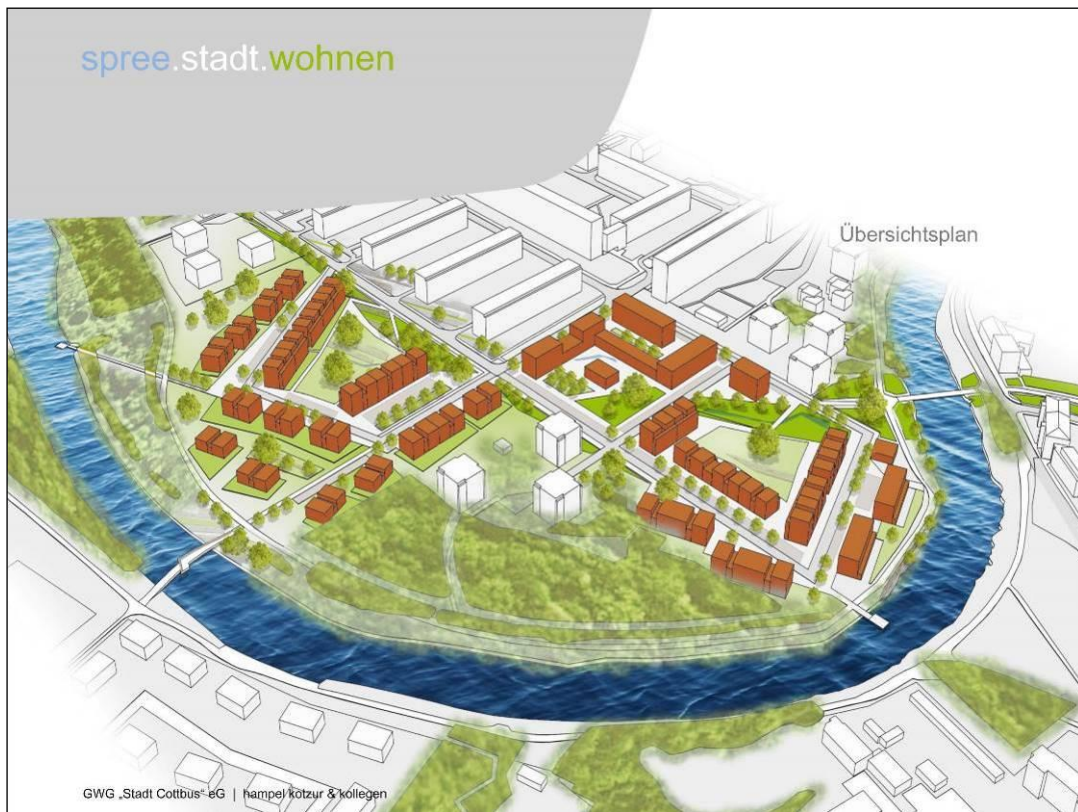 spree.stadt.wohnen
Übersichtsplan
GWG „Stadt Cottbus“ eG | hampel kotzur & kollegen